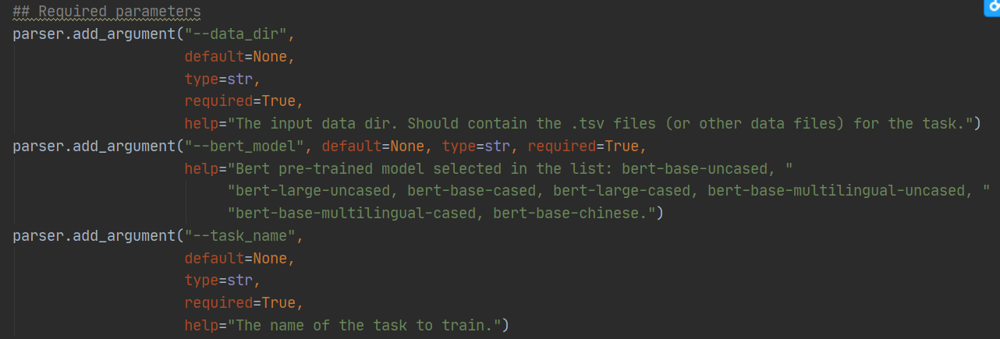 ## Required parameters
parser.add_argument("--data_dir",
default=None,
type=str,
required=True,
help="The input data dir. Should contain the .tsv files (or other data files) for the task.")
parser.add_argument("--bert_model", default=None, type=str, required=True,
help="Bert pre-trained model selected in the list: bert-base-uncased, "
"bert-large-uncased, bert-base-cased, bert-large-cased, bert-base-multilingual-uncased, "
"bert-base-multilingual-cased, bert-base-chinese.")
parser.add_argument("--task_name",
default=None,
type=str,
required=True,
help="The name of the task to train.")